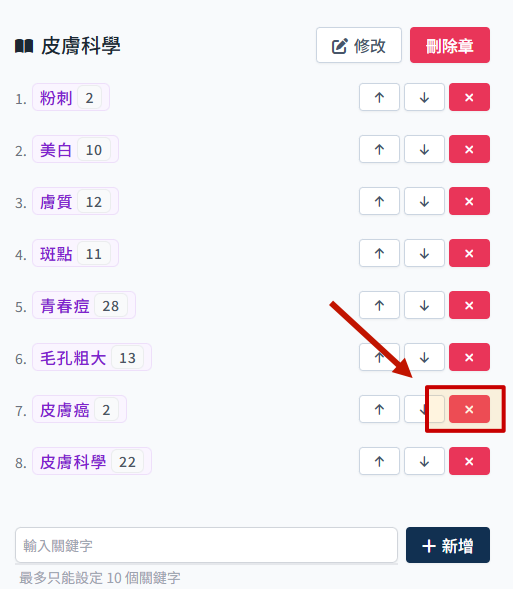 皮膚科學 修改 刪除章
1. 粉刺 2
2. 美白 10
3. 膚質 12
4. 斑點 11
5. 青春痘 28
6. 毛孔粗大 13
7. 皮膚癌 2
8. 皮膚科學 22
輸入關鍵字 + 新增
最多只能設定 10 個關鍵字